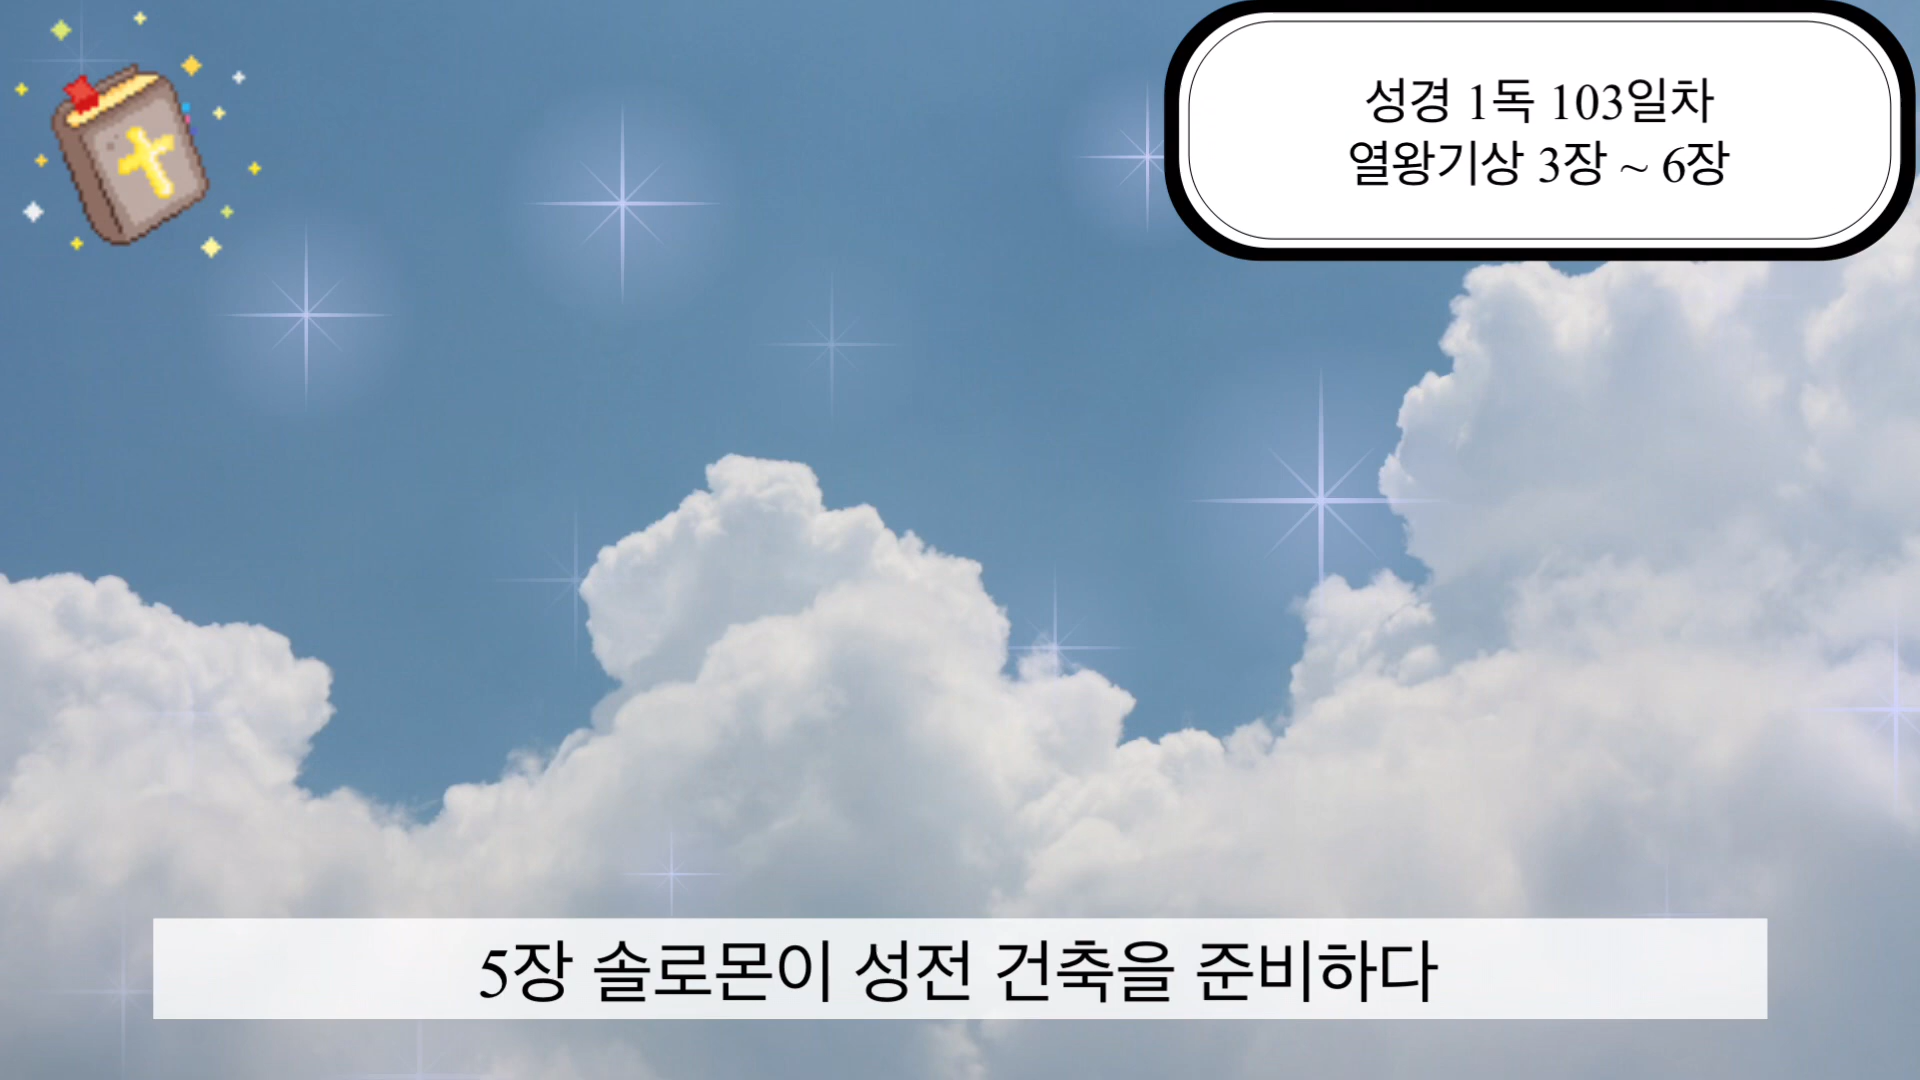 성경 1독 103일차
열왕기상 3장 ~ 6장
5장 솔로몬이 성전 건축을 준비하다